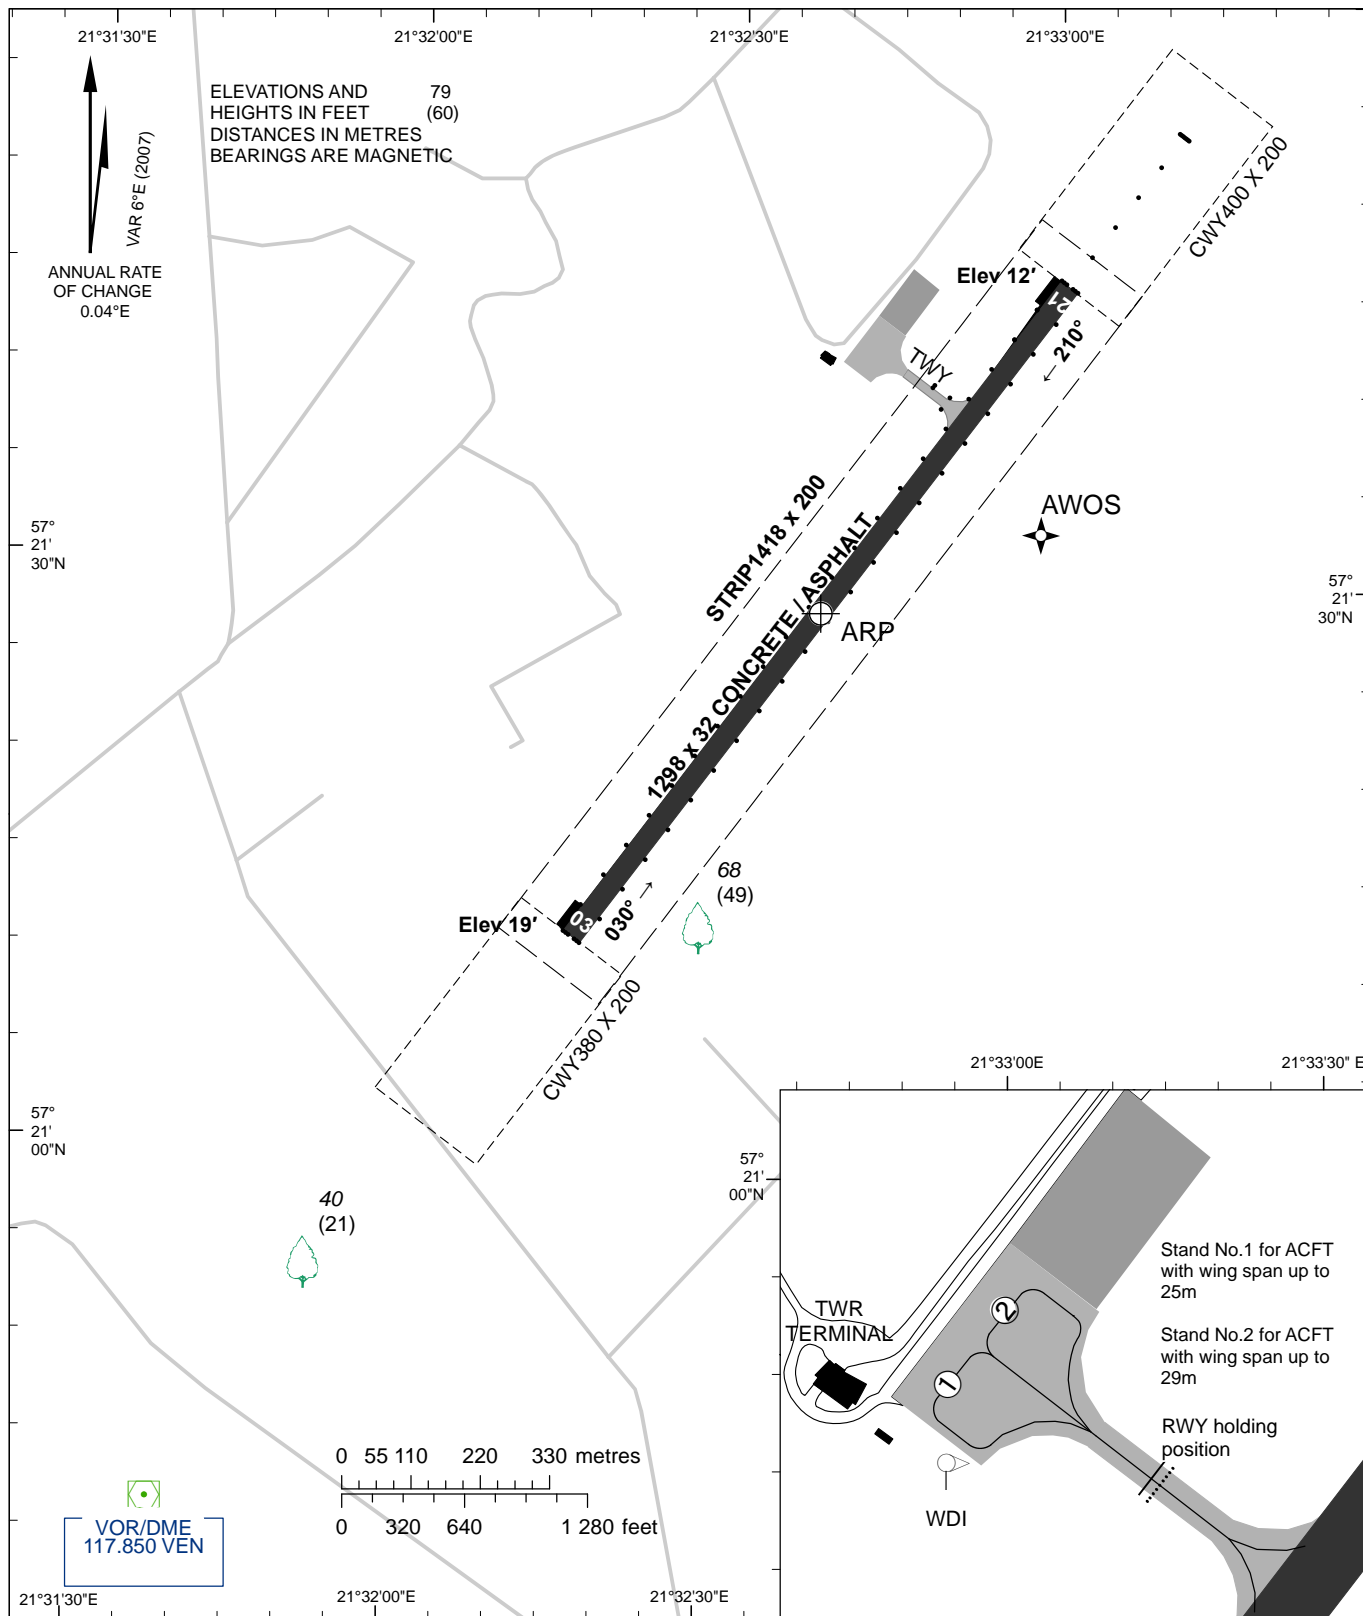 21°31'30"E
21°32'00"E
21°32'30"E
21°33'00"E
ELEVATIONS AND 79
HEIGHTS IN FEET (60)
DISTANCES IN METRES
BEARINGS ARE MAGNETIC
VAR 6°E (2007)
ANNUAL RATE
OF CHANGE
0.04°E
CWY400 X 200
Elev 12'
21
210°
TWY
STRIP1418 x 200
AWOS
57°
21'
30"N
57°
21'
30"N
1298 x 32 CONCRETE / ASPHALT
ARP
68
(49)
Elev 19'
03
030°
CWY380 X 200
57°
21'
00"N
40
(21)
21°33'00"E
21°33'30" E
57°
21'
00"N
Stand No.1 for ACFT
with wing span up to
25m
Stand No.2 for ACFT
with wing span up to
29m
TWR
TERMINAL
2
1
RWY holding
position
WDI
0 55 110 220 330 metres
0 320 640 1 280 feet
VOR/DME
117.850 VEN
21°31'30"E
21°32'00"E
21°32'30"E